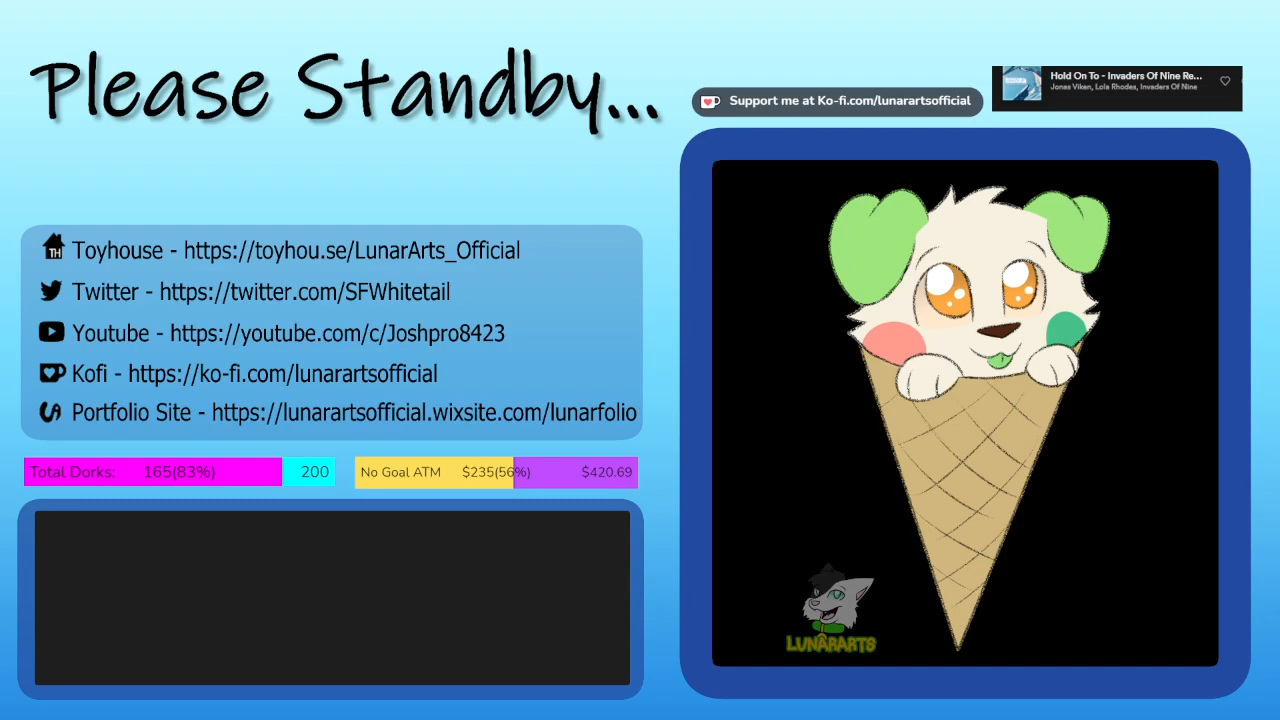 Please Standby...
Support me at Ko-fi.com/lunarartsofficial
Hold On To - Invaders Of Nine Re...
Jonas Viken, Lola Rhodes, Invaders Of Nine
TH
Toyhouse - https://toyhou.se/LunarArts_Official
Twitter - https://twitter.com/SFWhitetail
Youtube - https://youtube.com/c/Joshpro8423
Kofi - https://ko-fi.com/lunarartsofficial
Portfolio Site - https://lunarartsofficial.wixsite.com/lunarfolio
Total Dorks: 165(83%) 200
No Goal ATM $235(56%) $420.69
LUNARARTS